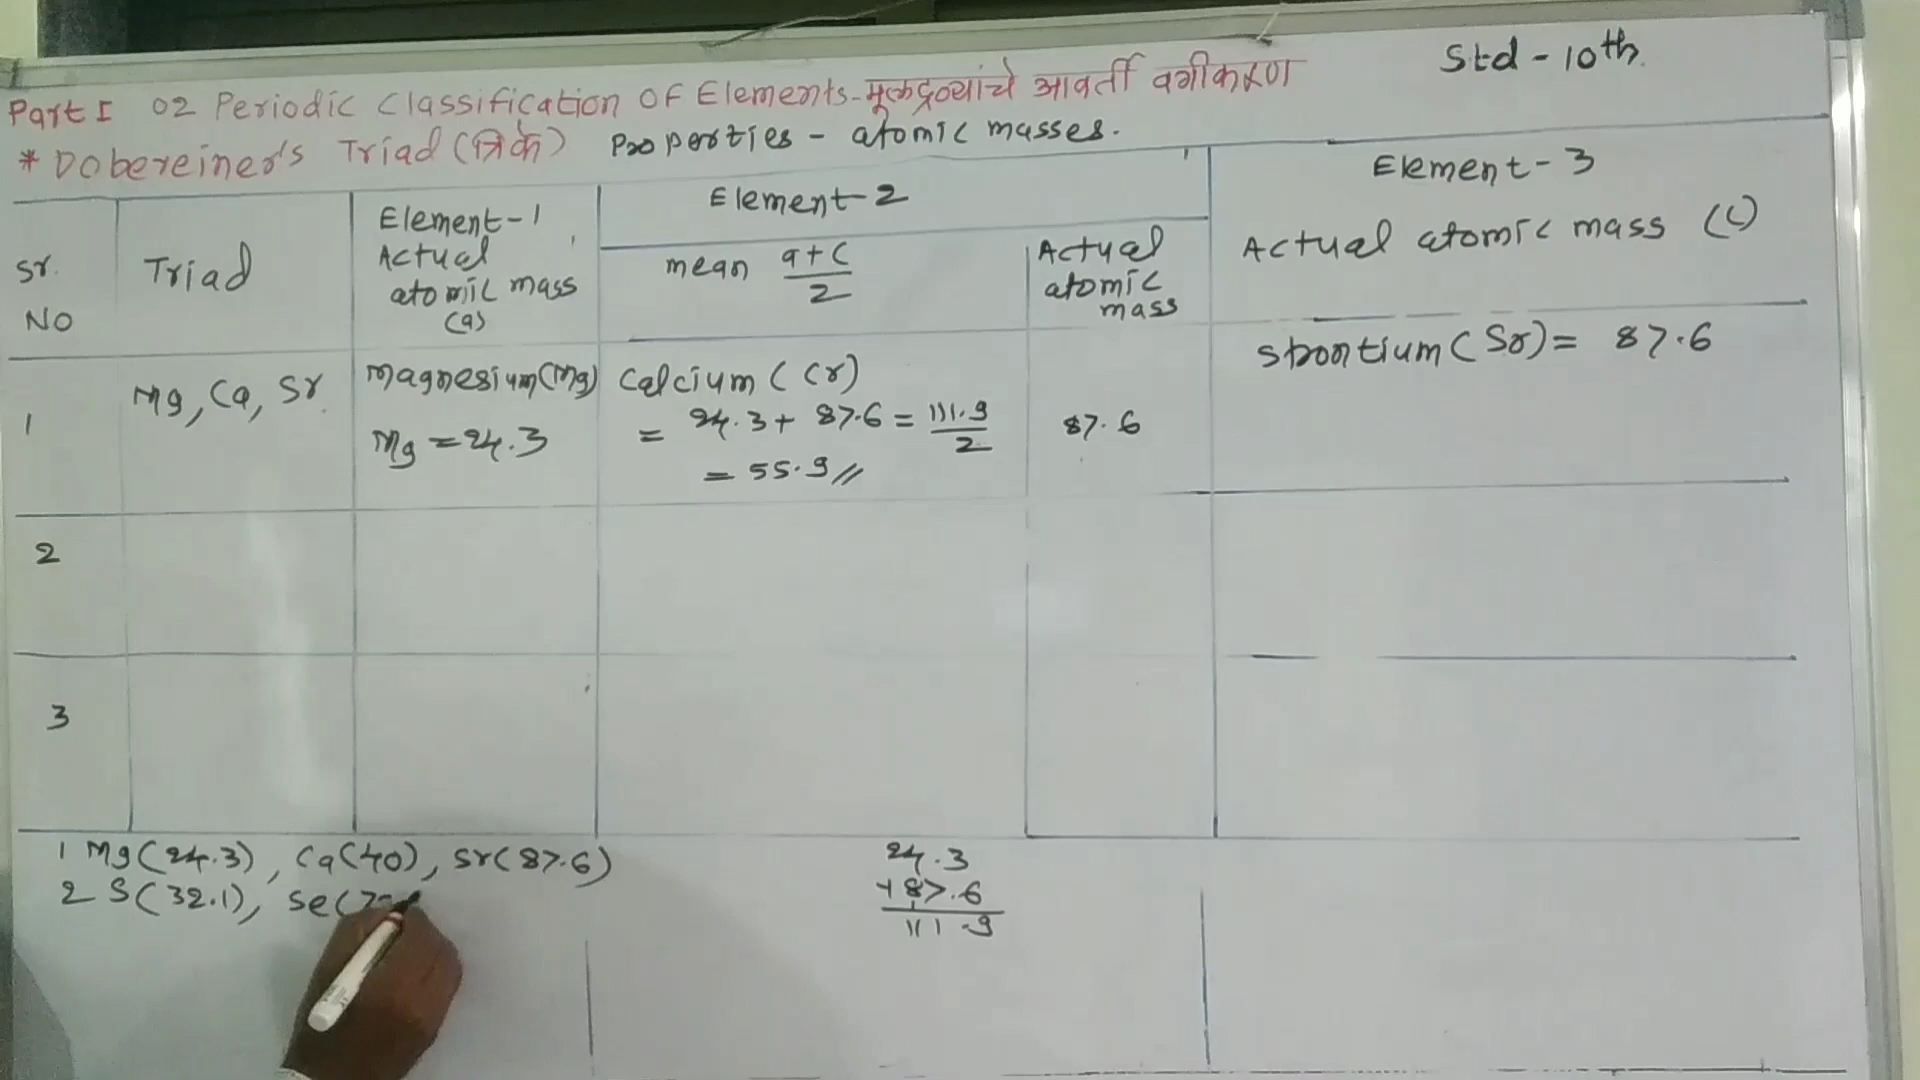 Std - 10th.
Part I 02 Periodic Classification OF Elements - मूलद्रव्यांचे आवर्ती वर्गीकरण
* Dobereiner's Triad (त्रिके) Properties - atomic masses.
Sr. No
Triad
Element-1
Actual
atomic mass
(a)
Element-2
mean a+c/2
Actual
atomic
mass
Element-3
Actual atomic mass (c)
1
Mg, Ca, Sr
Magnesium(Mg)
Mg = 24.3
Calcium (Cr)
= 24.3 + 87.6 = 111.9/2
= 55.9 //
87.6
Strontium (Sr) = 87.6
2
3
1 Mg(24.3), Ca(40), Sr(87.6)
2 S(32.1), Se(7
24.3
+87.6
111.9